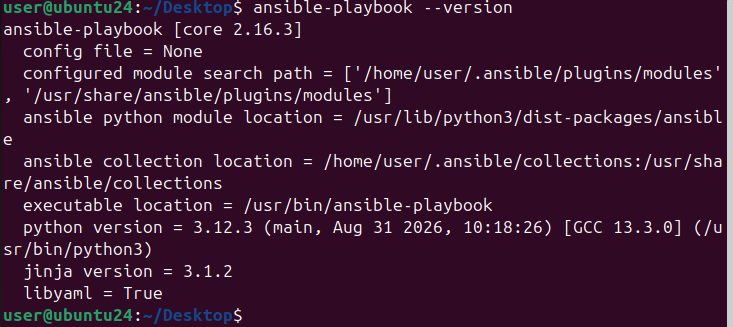 user@ubuntu24:~/Desktop$ ansible-playbook --version
ansible-playbook [core 2.16.3]
  config file = None
  configured module search path = ['/home/user/.ansible/plugins/modules'
, '/usr/share/ansible/plugins/modules']
  ansible python module location = /usr/lib/python3/dist-packages/ansibl
e
  ansible collection location = /home/user/.ansible/collections:/usr/sha
re/ansible/collections
  executable location = /usr/bin/ansible-playbook
  python version = 3.12.3 (main, Aug 31 2026, 10:18:26) [GCC 13.3.0] (/u
sr/bin/python3)
  jinja version = 3.1.2
  libyaml = True
user@ubuntu24:~/Desktop$